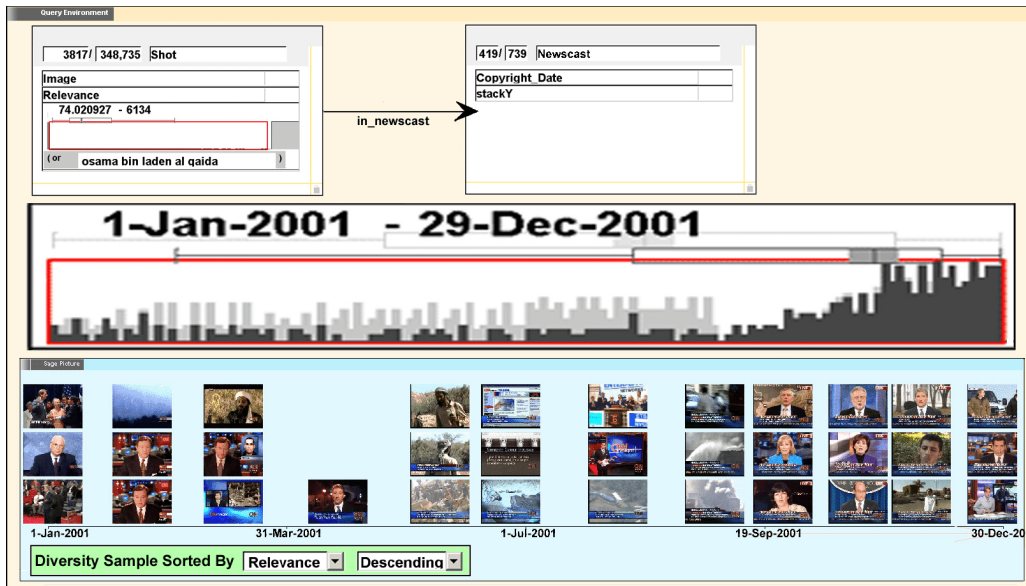 Query Environment
3817/ 348,735 Shot
Image
Relevance
74.020927 - 6134
( or osama bin laden al qaida )
in_newscast
419/ 739 Newscast
Copyright_Date
stackY
1-Jan-2001 - 29-Dec-2001
Sage Picture
1-Jan-2001 31-Mar-2001 1-Jul-2001 19-Sep-2001 30-Dec-20
Diversity Sample Sorted By Relevance Descending